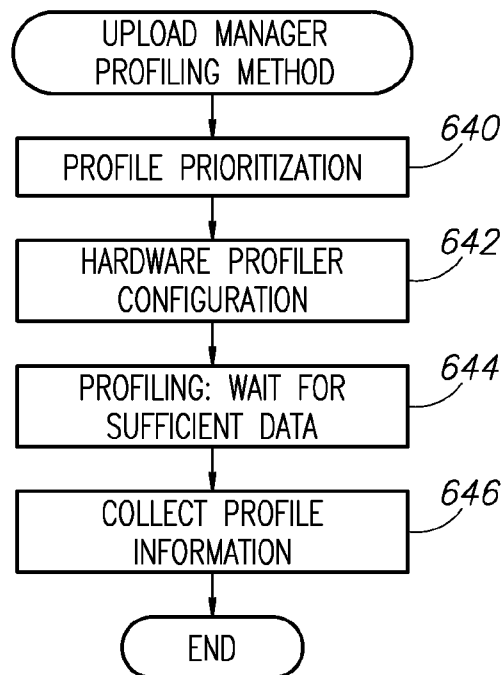 UPLOAD MANAGER
PROFILING METHOD
640
PROFILE PRIORITIZATION
642
HARDWARE PROFILER
CONFIGURATION
644
PROFILING: WAIT FOR
SUFFICIENT DATA
646
COLLECT PROFILE
INFORMATION
END